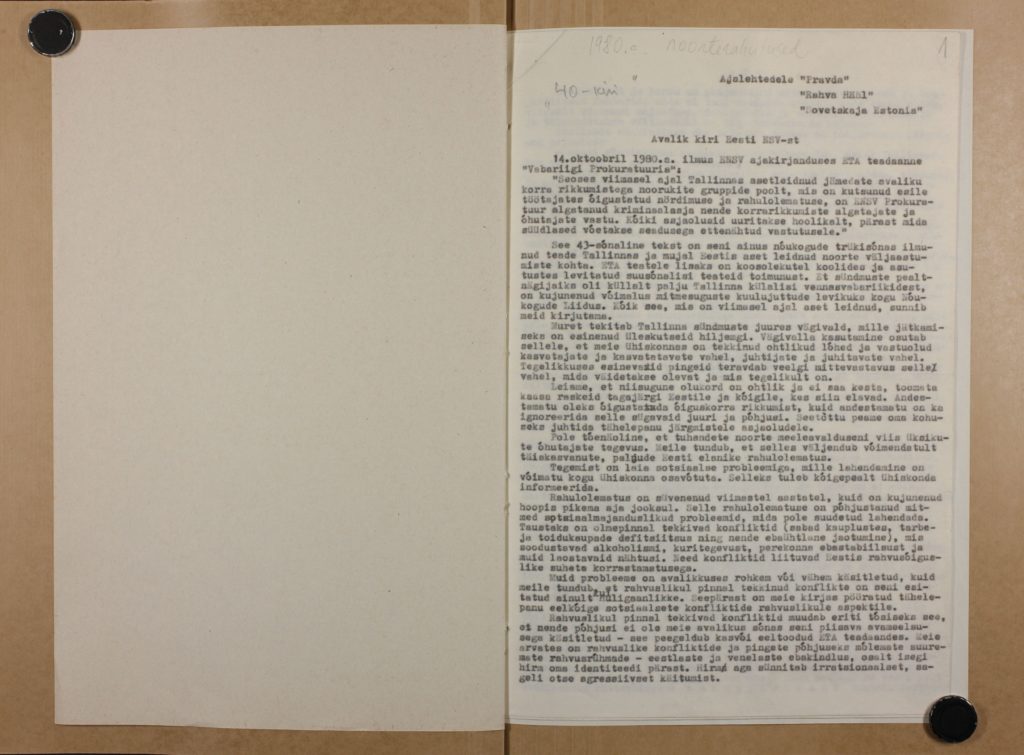 1980.a. noorterahutused
1
"40-kiri"
Ajalehtedele "Pravda"
"Rahva Hääl"
"Sovetskaja Estonia"
Avalik kiri Eesti NSV-st
14.oktoobril 1980.a. ilmus ENSV ajakirjanduses ETA teadaanne
"Vabariigi Prokuratuuris":
"Seoses viimasel ajal Tallinnas asetleidnud jämedate avaliku
korra rikkumistega noorukite gruppide poolt, mis on kutsunud esile
töötajates õigustatud nördimuse ja rahulolematuse, on ENSV Prokura-
tuur algatanud kriminaalasja nende korrarikkumiste algatajate ja
õhutajate vastu. Kõiki asjaolusid uuritakse hoolikalt, pärast mida
süüdlased võetakse seadusega ettenähtud vastutusele."
See 43-sõnaline tekst on seni ainus nõukogude trükisõnas ilmu-
nud teade Tallinnas ja mujal Eestis aset leidnud noorte väljaastu-
miste kohta. ETA teatele lisaks on koosolekutel koolides ja asu-
tustes levitatud suusõnalisi teateid toimunust. Et sündmuste pealt-
nägijaiks oli küllalt palju Tallinna külalisi vennasvabariikidest,
on kujunenud võimalus mitmesuguste kuulujuttude levikuks kogu Nõu-
kogude Liidus. Kõik see, mis on viimasel ajal aset leidnud, sunnib
meid kirjutama.
Muret tekitab Tallinna sündmuste juures vägivald, mille jätkami-
seks on esinenud üleskutseid hiljemgi. Vägivalla kasutamine osutab
sellele, et meie ühiskonnas on tekkinud ohtlikud lõhed ja vastuolud
kasvatajate ja kasvatatavate vahel, juhtijate ja juhitavate vahel.
Tegelikkuses esinevaid pingeid teravdab veelgi mittevastavus selle
vahel, mida väidetakse olevat ja mis tegelikult on.
Leiame, et niisugune olukord on ohtlik ja ei saa kesta, toomata
kaasa raskeid tagajärgi Eestile ja kõigile, kes siin elavad. Andes-
tamatu oleks õigustada õiguskorra rikkumist, kuid andestamatu on ka
ignoreerida selle sügavaid juuri ja põhjusi. Seetõttu peame oma kohu-
seks juhtida tähelepanu järgmistele asjaoludele.
Pole tõenäoline, et tuhandete noorte meeleavalduseni viis üksiku-
te õhutajate tegevus. Meile tundub, et selles väljendub võimendatult
täiskasvanute, paljude Eesti elanike rahulolematus.
Tegemist on laia sotsiaalse probleemiga, mille lahendamine on
võimatu kogu ühiskonna osavõtuta. Selleks tuleb kõigepealt ühiskonda
informeerida.
Rahulolematus on süvenenud viimastel aastatel, kuid on kujunenud
hoopis pikema aja jooksul. Selle rahulolematuse on põhjustanud mit-
med sotsiaalmajanduslikud probleemid, mida pole suudetud lahendada.
Taustaks on olmepinnal tekkivad konfliktid (sabad kauplustes, tarbe-
ja toidukaupade defitsiitsus ning nende ebaühtlane jaotumine), mis
soodustavad alkoholismi, kuritegevust, perekonna ebastabiilsust ja
muid laostavaid nähtusi. Need konfliktid liituvad Eestis rahvusõigus-
like suhete korrastamatusega.
Muid probleeme on avalikkuses rohkem või vähem käsitletud, kuid
meile tundub, et rahvuslikul pinnal tekkinud konflikte on seni esi-
tatud ainult huligaanlikke. Seepärast on meie kirjas pööratud tähele-
panu eelkõige sotsiaalsete konfliktide rahvuslikule aspektile.
Rahvuslikul pinnal tekkivad konfliktid muudab eriti tõsiseks see,
et nende põhjusi ei ole meie avalikus sõnas seni piisava avameelsu-
sega käsitletud - see peegeldub kasvõi eeltoodud ETA teadaandes. Meie
arvates on rahvuslike konfliktide ja pingete põhjuseks mõlemate suure-
mate rahvusrühmade - eestlaste ja venelaste ebakindlus, osalt isegi
hirm oma identiteedi pärast. Hirm aga sünnitab irratsionaalset, sa-
geli otse agressiivset käitumist.